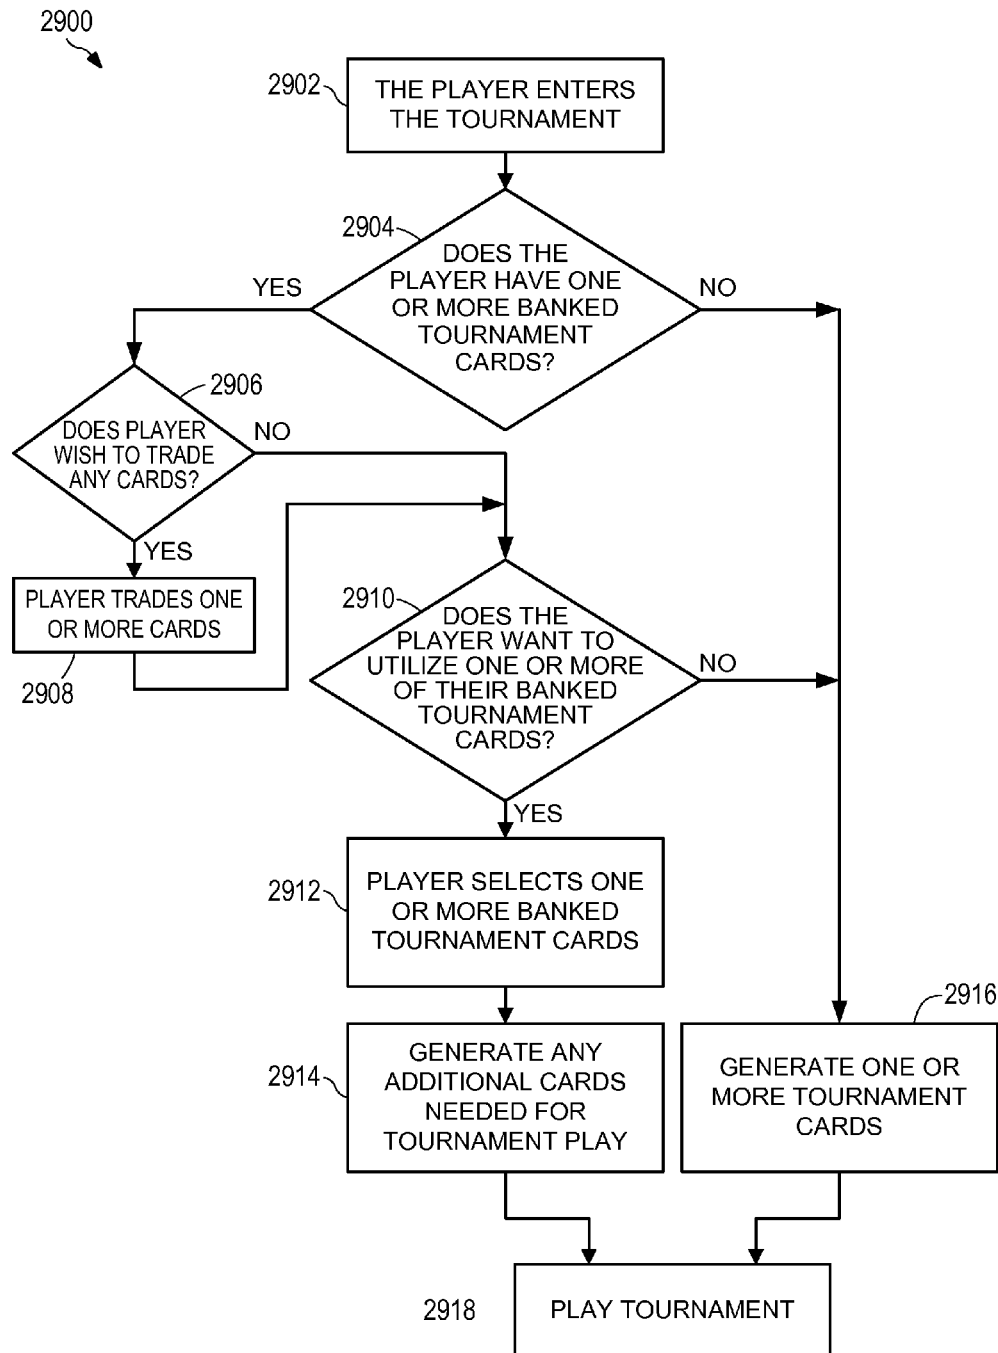 2900
2902
THE PLAYER ENTERS
THE TOURNAMENT
2904
DOES THE
PLAYER HAVE ONE
OR MORE BANKED
TOURNAMENT
CARDS?
YES
NO
2906
DOES PLAYER
WISH TO TRADE
ANY CARDS?
NO
YES
PLAYER TRADES ONE
OR MORE CARDS
2908
2910
DOES THE
PLAYER WANT TO
UTILIZE ONE OR MORE
OF THEIR BANKED
TOURNAMENT
CARDS?
NO
YES
2912
PLAYER SELECTS ONE
OR MORE BANKED
TOURNAMENT CARDS
2914
GENERATE ANY
ADDITIONAL CARDS
NEEDED FOR
TOURNAMENT PLAY
2916
GENERATE ONE OR
MORE TOURNAMENT
CARDS
2918
PLAY TOURNAMENT